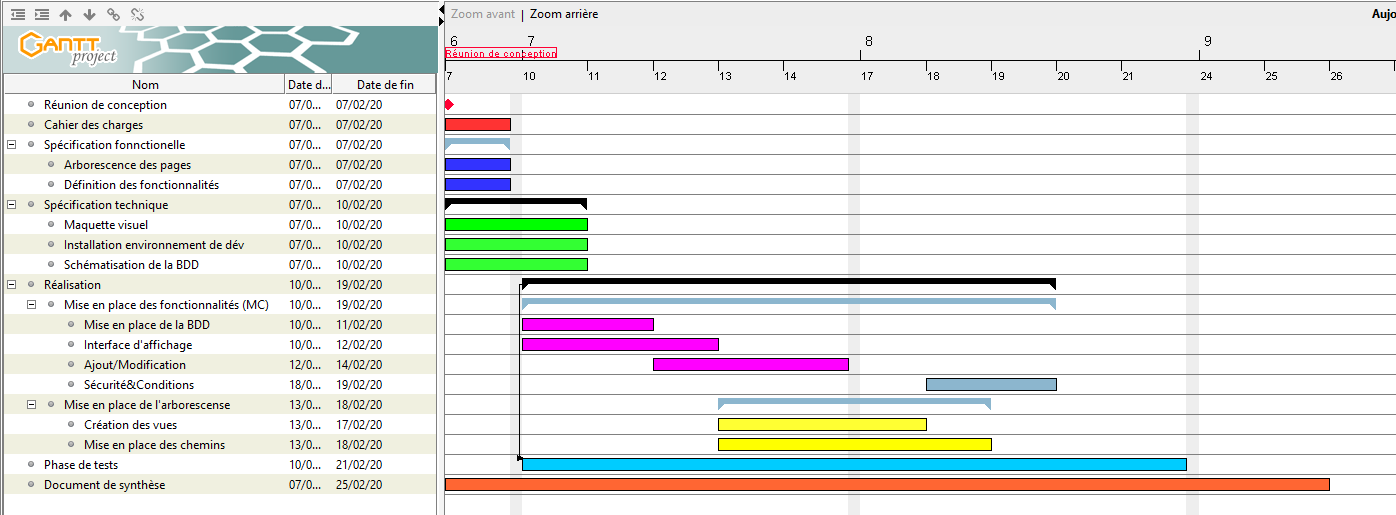 Zoom avant | Zoom arrière Aujo
GANTT project
6 7 8 9
Réunion de conception
7 10 11 12 13 14 17 18 19 20 21 24 25 26
Nom Date d... Date de fin
Réunion de conception 07/0... 07/02/20
Cahier des charges 07/0... 07/02/20
Spécification fonnctionelle 07/0... 07/02/20
Arborescence des pages 07/0... 07/02/20
Définition des fonctionnalités 07/0... 07/02/20
Spécification technique 07/0... 10/02/20
Maquette visuel 07/0... 10/02/20
Installation environnement de dév 07/0... 10/02/20
Schématisation de la BDD 07/0... 10/02/20
Réalisation 10/0... 19/02/20
Mise en place des fonctionnalités (MC) 10/0... 19/02/20
Mise en place de la BDD 10/0... 11/02/20
Interface d'affichage 10/0... 12/02/20
Ajout/Modification 12/0... 14/02/20
Sécurité&Conditions 18/0... 19/02/20
Mise en place de l'arborescense 13/0... 18/02/20
Création des vues 13/0... 17/02/20
Mise en place des chemins 13/0... 18/02/20
Phase de tests 10/0... 21/02/20
Document de synthèse 07/0... 25/02/20